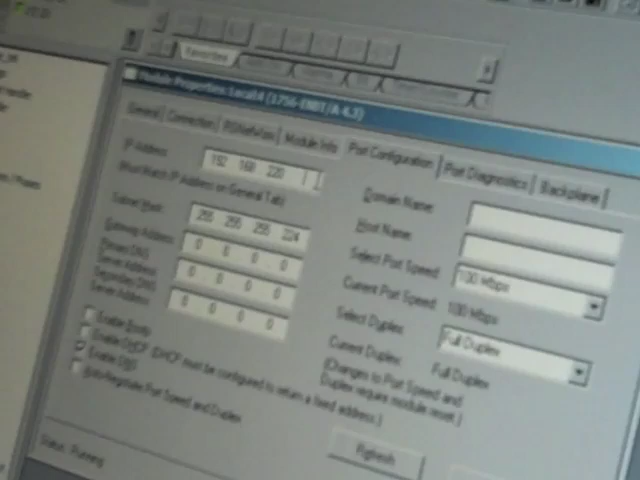 Favorites
Module Properties: Local:4 (1756-ENBT/A 4.3)
General Connection RSNetWorx Module Info Port Configuration Port Diagnostics Backplane
IP Address: 192 168 220
(Must Match IP Address on General Tab)
Subnet Mask: 255 255 255 224
Gateway Address: 0 0 0 0
Primary DNS Server Address: 0 0 0 0
Secondary DNS Server Address: 0 0 0 0
Domain Name:
Host Name:
Select Port Speed: 100 Mbps
Current Port Speed: 100 Mbps
Select Duplex: Full Duplex
Current Duplex: Full Duplex
(Changes to Port Speed and
Duplex require module reset.)
Enable Bootp
Enable DHCP (DHCP must be configured to return a fixed address.)
Enable DNS
Auto-Negotiate Port Speed and Duplex
Refresh
Status: Running